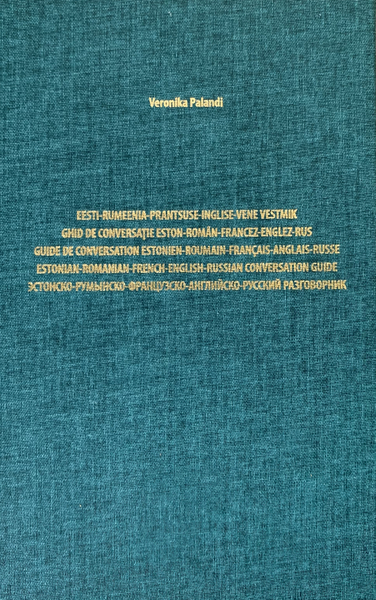 Veronika Palandi
EESTI-RUMEENIA-PRANTSUSE-INGLISE-VENE VESTMIK
GHID DE CONVERSAŢIE ESTON-ROMÂN-FRANCEZ-ENGLEZ-RUS
GUIDE DE CONVERSATION ESTONIEN-ROUMAIN-FRANÇAIS-ANGLAIS-RUSSE
ESTONIAN-ROMANIAN-FRENCH-ENGLISH-RUSSIAN CONVERSATION GUIDE
ЭСТОНСКО-РУМЫНСКО-ФРАНЦУЗСКО-АНГЛИЙСКО-РУССКИЙ РАЗГОВОРНИК